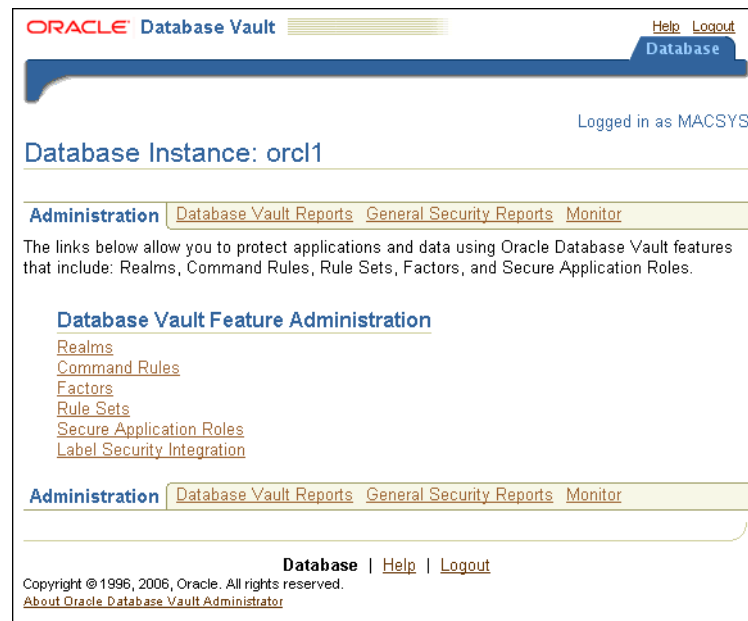 ORACLE Database Vault
Help Logout
Database
Logged in as MACSYS
Database Instance: orcl1
Administration Database Vault Reports General Security Reports Monitor
The links below allow you to protect applications and data using Oracle Database Vault features
that include: Realms, Command Rules, Rule Sets, Factors, and Secure Application Roles.
Database Vault Feature Administration
Realms
Command Rules
Factors
Rule Sets
Secure Application Roles
Label Security Integration
Administration Database Vault Reports General Security Reports Monitor
Database | Help | Logout
Copyright © 1996, 2006, Oracle. All rights reserved.
About Oracle Database Vault Administrator